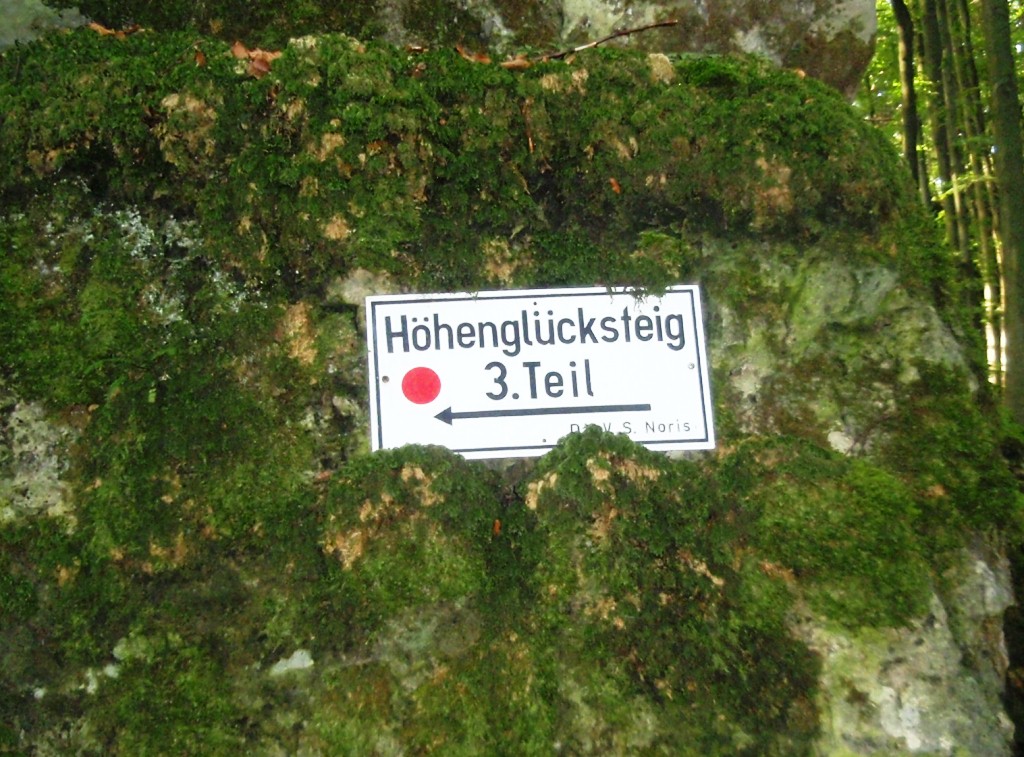 Höhenglücksteig
3.Teil
V. S. Noris